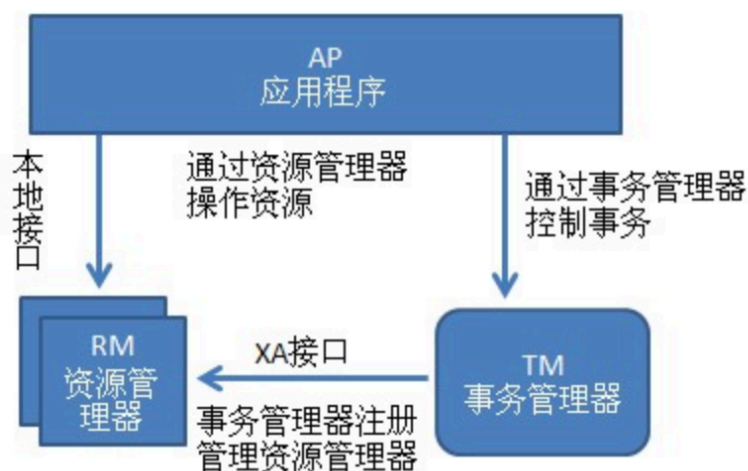 AP
应用程序
本地接口
通过资源管理器
操作资源
通过事务管理器
控制事务
RM
资源管
理器
XA接口
TM
事务管理器
事务管理器注册
管理资源管理器